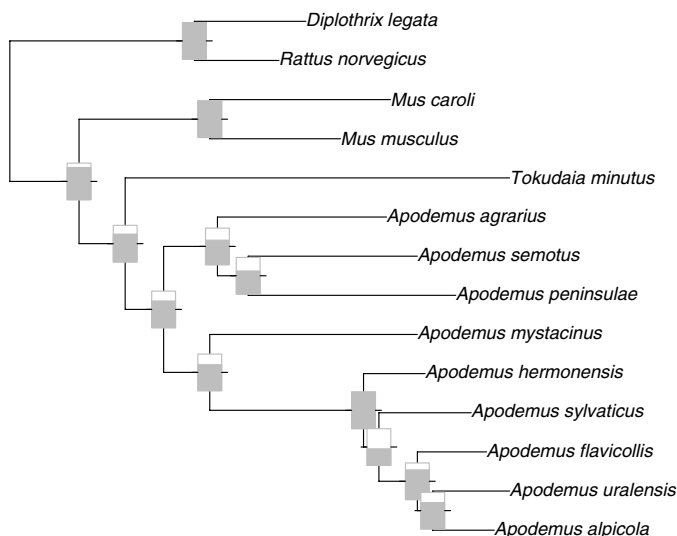 Diplothrix legata
Rattus norvegicus
Mus caroli
Mus musculus
Tokudaia minutus
Apodemus agrarius
Apodemus semotus
Apodemus peninsulae
Apodemus mystacinus
Apodemus hermonensis
Apodemus sylvaticus
Apodemus flavicollis
Apodemus uralensis
Apodemus alpicola